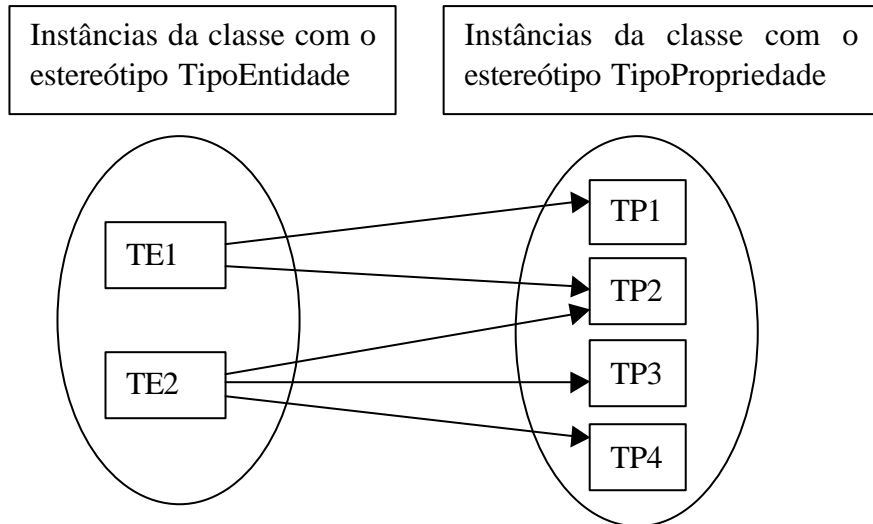 Instâncias da classe com o
estereótipo TipoEntidade
Instâncias da classe com o
estereótipo TipoPropriedade
TE1
TE2
TP1
TP2
TP3
TP4